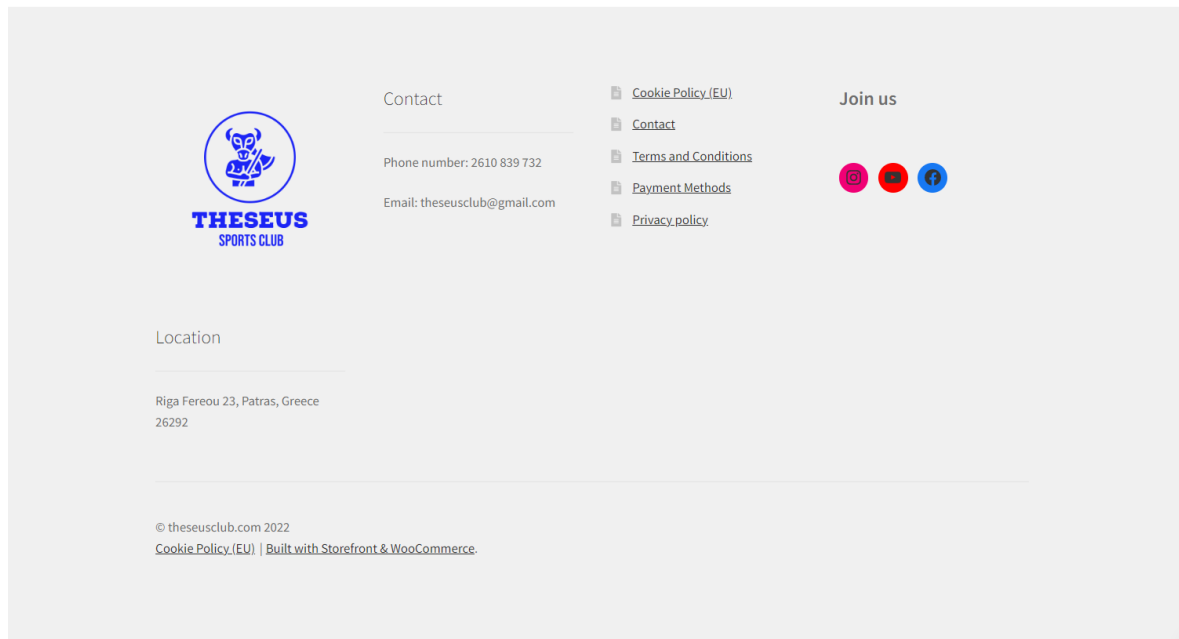 THESEUS
SPORTS CLUB
Contact
Phone number: 2610 839 732
Email: theseusclub@gmail.com
Cookie Policy (EU)
Contact
Terms and Conditions
Payment Methods
Privacy policy
Join us
Location
Riga Fereou 23, Patras, Greece
26292
© theseusclub.com 2022
Cookie Policy (EU) | Built with Storefront & WooCommerce.